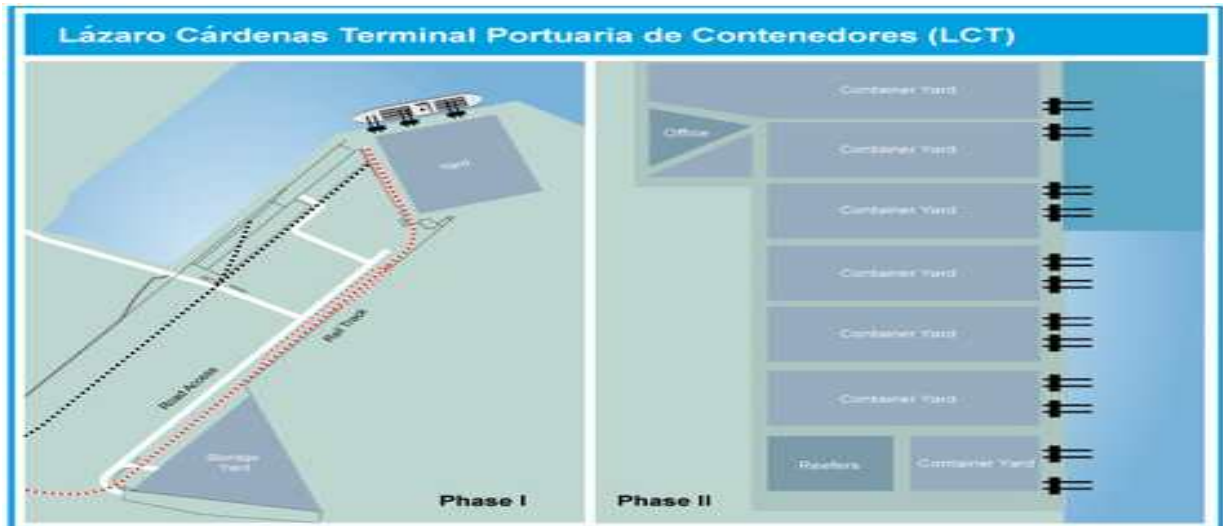 Lázaro Cárdenas Terminal Portuaria de Contenedores (LCT)
Yard
Rail Track
Road Access
Storage
Yard
Phase I
Container Yard
Office
Container Yard
Container Yard
Container Yard
Container Yard
Container Yard
Reefers
Container Yard
Phase II